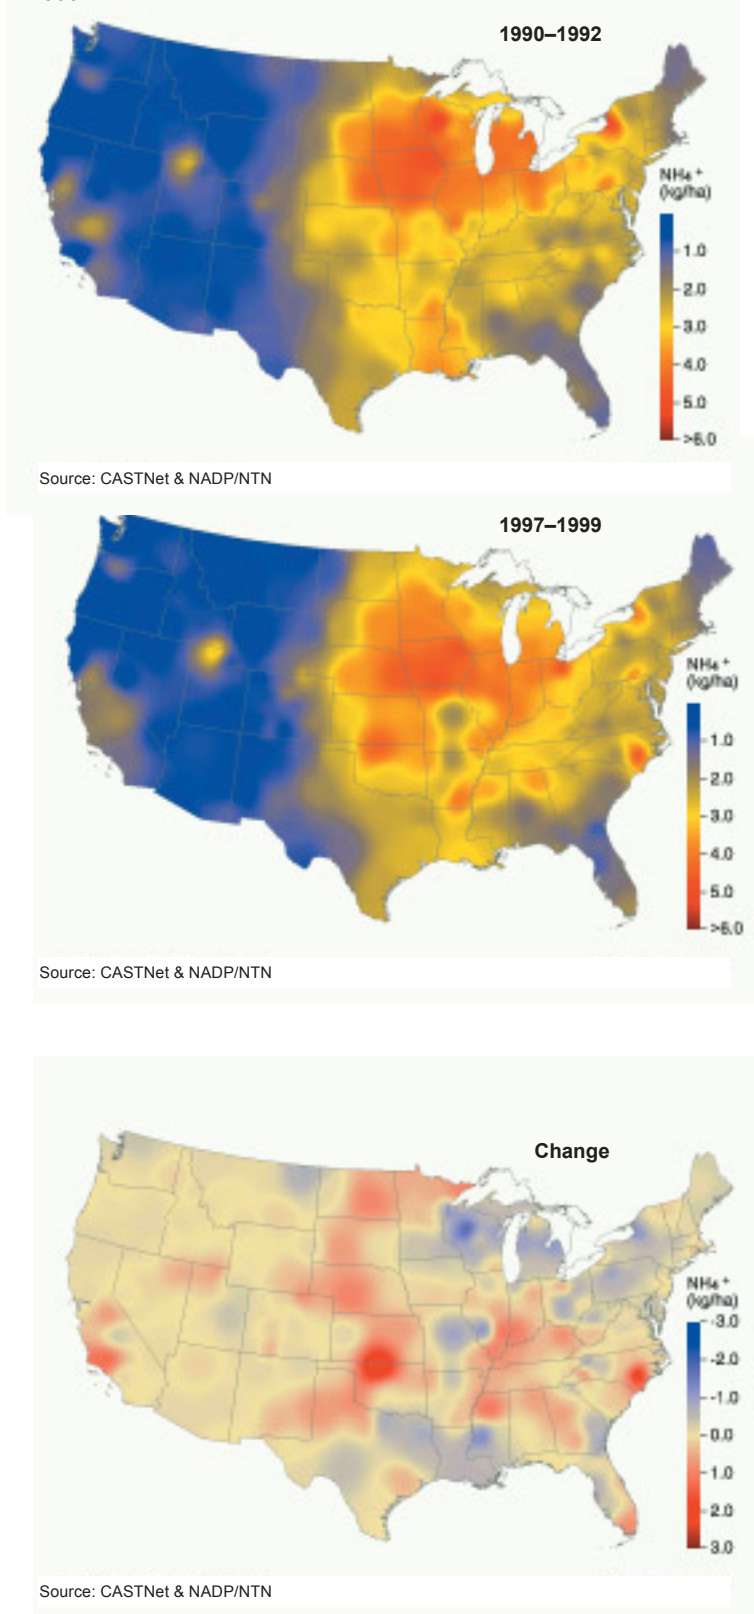 1990–1992
NH₄⁺
(kg/ha)
1.0
2.0
3.0
4.0
5.0
>6.0
Source: CASTNet & NADP/NTN
1997–1999
NH₄⁺
(kg/ha)
1.0
2.0
3.0
4.0
5.0
>6.0
Source: CASTNet & NADP/NTN
Change
NH₄⁺
(kg/ha)
-3.0
-2.0
-1.0
0.0
1.0
2.0
3.0
Source: CASTNet & NADP/NTN